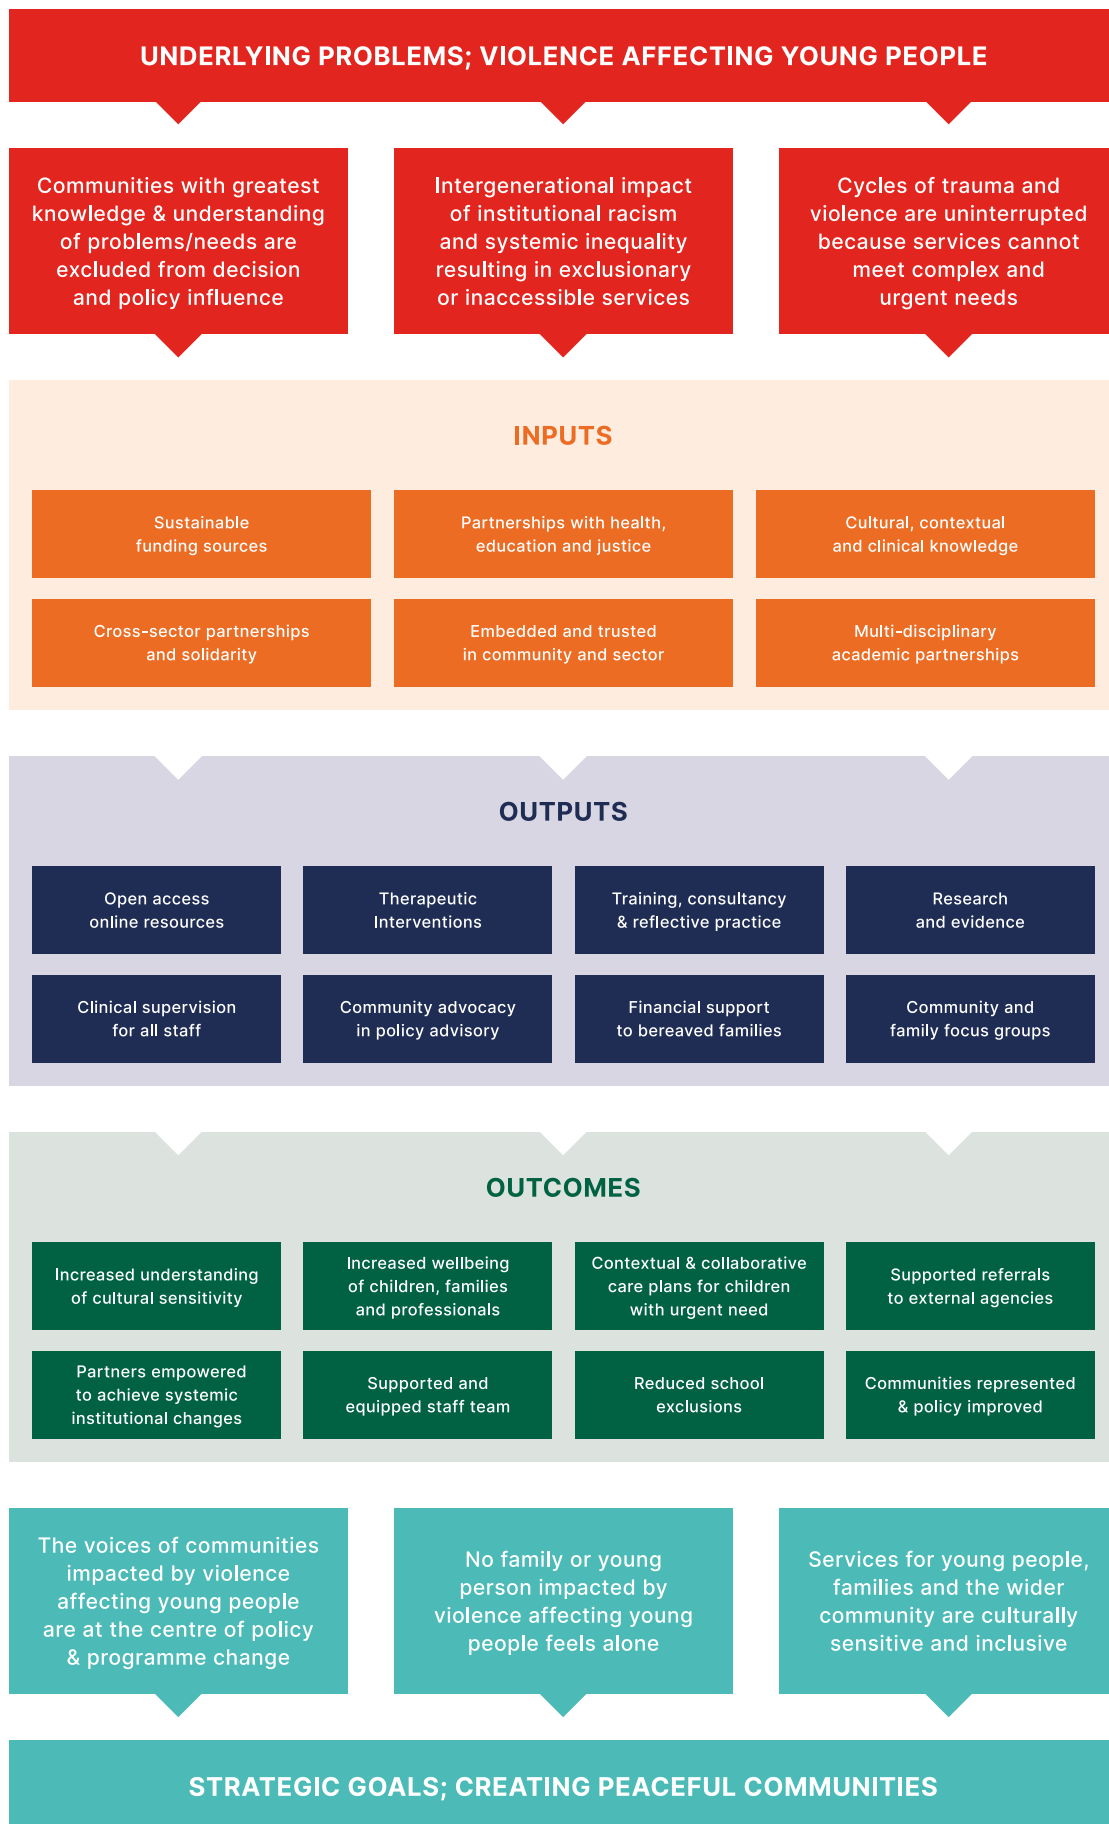 UNDERLYING PROBLEMS; VIOLENCE AFFECTING YOUNG PEOPLE
Communities with greatest
knowledge & understanding
of problems/needs are
excluded from decision
and policy influence
Intergenerational impact
of institutional racism
and systemic inequality
resulting in exclusionary
or inaccessible services
Cycles of trauma and
violence are uninterrupted
because services cannot
meet complex and
urgent needs
INPUTS
Sustainable
funding sources
Partnerships with health,
education and justice
Cultural, contextual
and clinical knowledge
Cross-sector partnerships
and solidarity
Embedded and trusted
in community and sector
Multi-disciplinary
academic partnerships
OUTPUTS
Open access
online resources
Therapeutic
Interventions
Training, consultancy
& reflective practice
Research
and evidence
Clinical supervision
for all staff
Community advocacy
in policy advisory
Financial support
to bereaved families
Community and
family focus groups
OUTCOMES
Increased understanding
of cultural sensitivity
Increased wellbeing
of children, families
and professionals
Contextual & collaborative
care plans for children
with urgent need
Supported referrals
to external agencies
Partners empowered
to achieve systemic
institutional changes
Supported and
equipped staff team
Reduced school
exclusions
Communities represented
& policy improved
The voices of communities
impacted by violence
affecting young people
are at the centre of policy
& programme change
No family or young
person impacted by
violence affecting young
people feels alone
Services for young people,
families and the wider
community are culturally
sensitive and inclusive
STRATEGIC GOALS; CREATING PEACEFUL COMMUNITIES